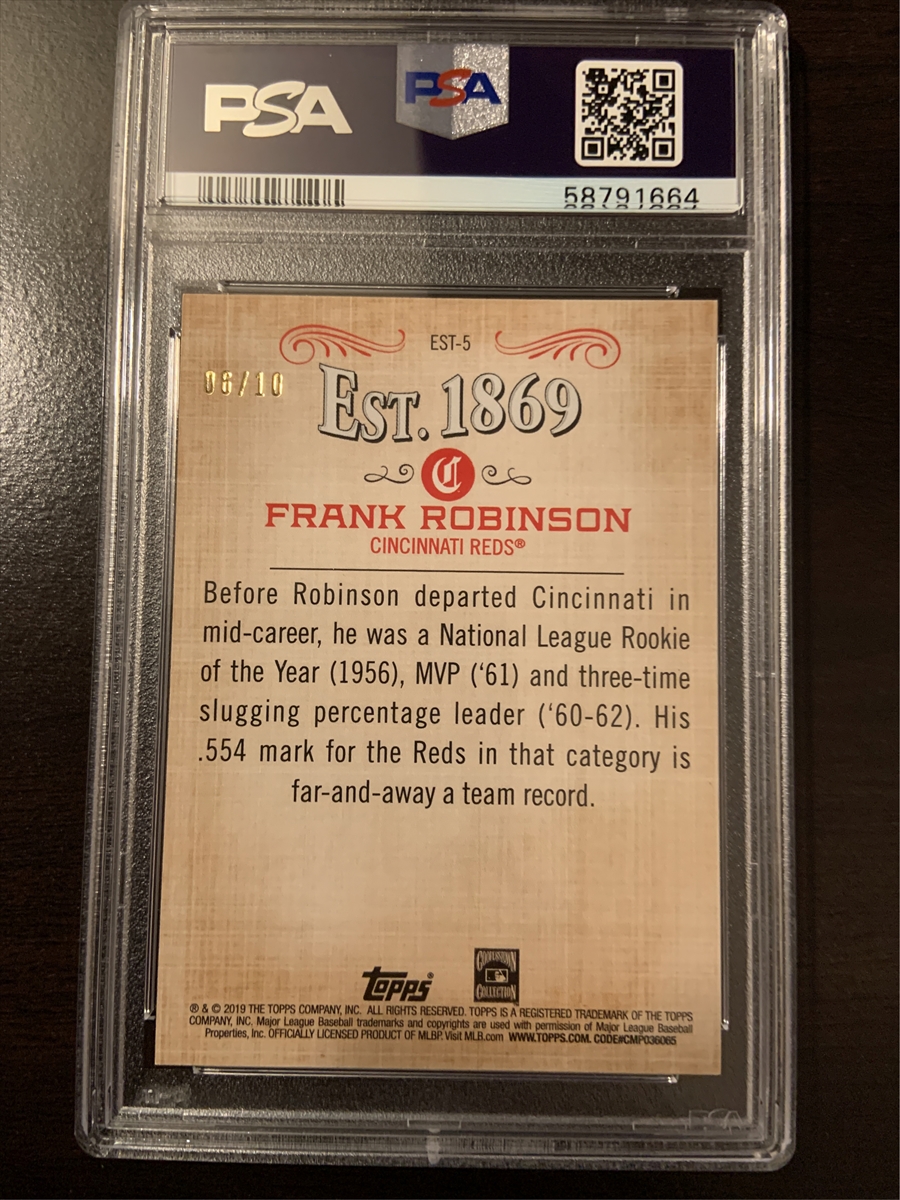 PSA
PSA
58791664
EST-5
06/10
EST. 1869
C
FRANK ROBINSON
CINCINNATI REDS®
Before Robinson departed Cincinnati in
mid-career, he was a National League Rookie
of the Year (1956), MVP (‘61) and three-time
slugging percentage leader (‘60-62). His
.554 mark for the Reds in that category is
far-and-away a team record.
topps®
COOPERSTOWN
COLLECTION
® & © 2019 THE TOPPS COMPANY, INC. ALL RIGHTS RESERVED. TOPPS IS A REGISTERED TRADEMARK OF THE TOPPS
COMPANY, INC. Major League Baseball trademarks and copyrights are used with permission of Major League Baseball
Properties, Inc. OFFICIALLY LICENSED PRODUCT OF MLBP. Visit MLB.com WWW.TOPPS.COM. CODE#CMP036065
PSA